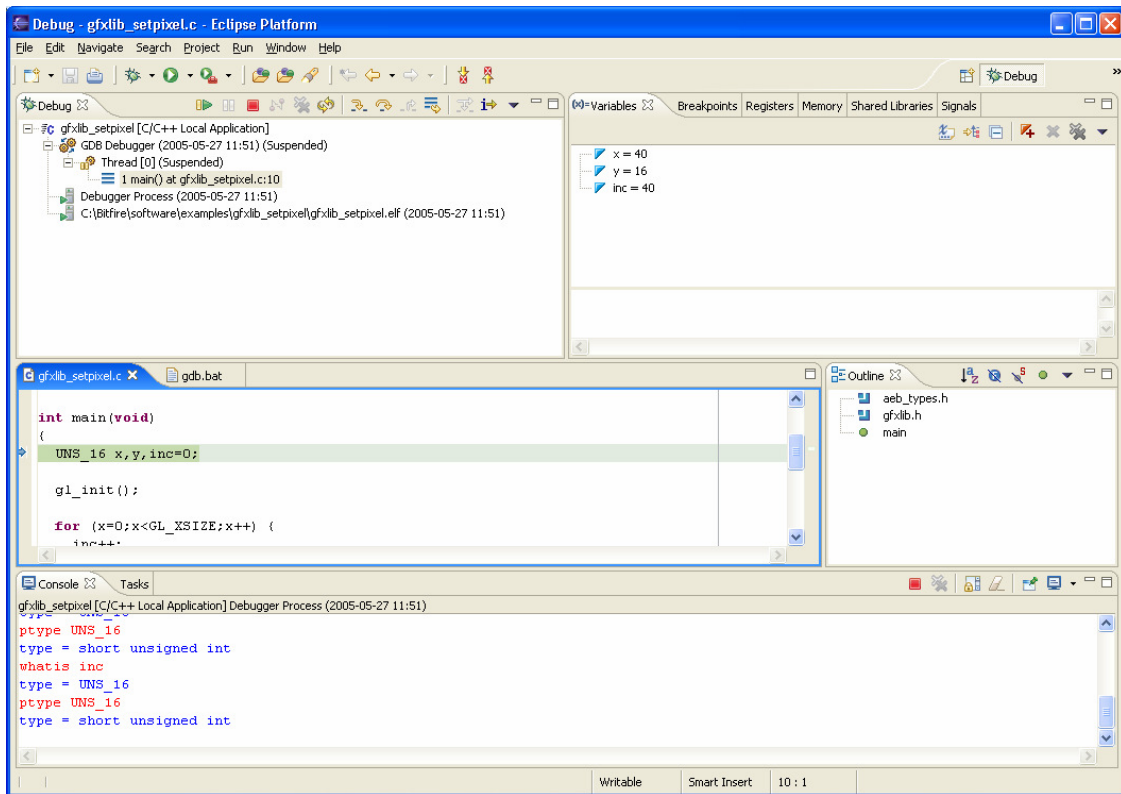 Debug - gfxlib_setpixel.c - Eclipse Platform
File Edit Navigate Search Project Run Window Help
Debug
»
Debug
gfxlib_setpixel [C/C++ Local Application]
GDB Debugger (2005-05-27 11:51) (Suspended)
Thread [0] (Suspended)
1 main() at gfxlib_setpixel.c:10
Debugger Process (2005-05-27 11:51)
C:\Bitfire\software\examples\gfxlib_setpixel\gfxlib_setpixel.elf (2005-05-27 11:51)
(x)= Variables Breakpoints Registers Memory Shared Libraries Signals
x = 40
y = 16
inc = 40
gfxlib_setpixel.c gdb.bat
int main(void)
{
UNS_16 x,y,inc=0;
gl_init();
for (x=0;x<GL_XSIZE;x++) {
inc++;
Outline
aeb_types.h
gfxlib.h
main
Console Tasks
gfxlib_setpixel [C/C++ Local Application] Debugger Process (2005-05-27 11:51)
type = UNS_16
ptype UNS_16
type = short unsigned int
whatis inc
type = UNS_16
ptype UNS_16
type = short unsigned int
Writable Smart Insert 10 : 1